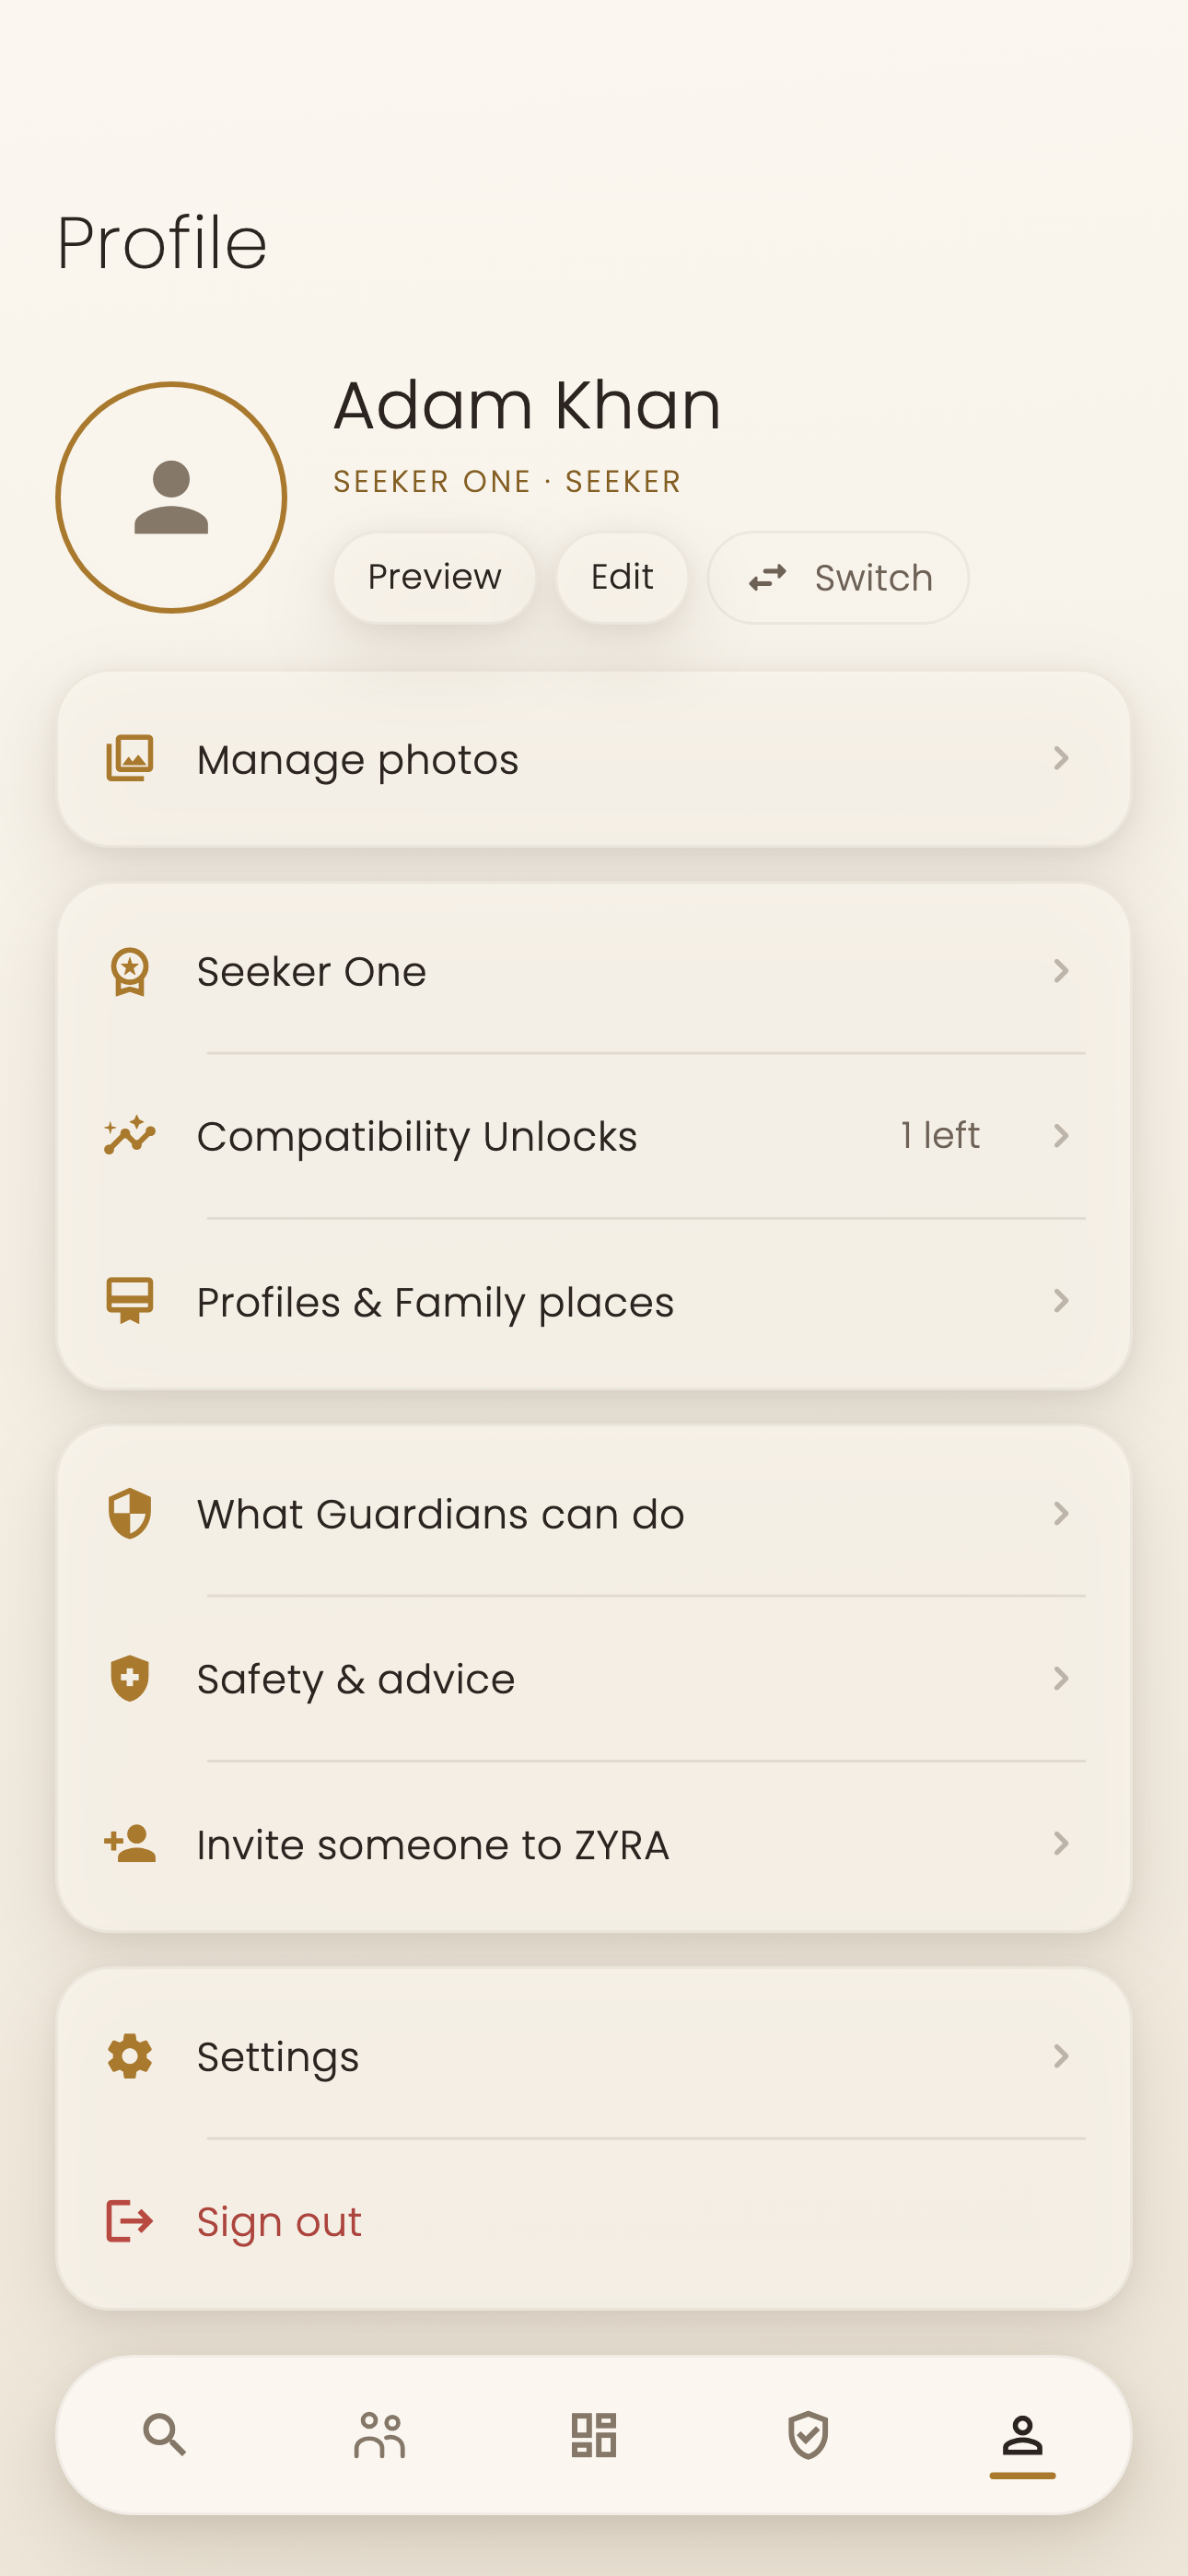 Profile
Adam Khan
SEEKER ONE · SEEKER
Preview
Edit
Switch
Manage photos
Seeker One
Compatibility Unlocks
1 left
Profiles & Family places
What Guardians can do
Safety & advice
Invite someone to ZYRA
Settings
Sign out